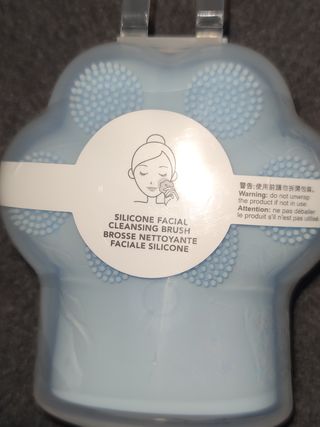 SILICONE FACIAL
CLEANSING BRUSH
BROSSE NETTOYANTE
FACIALE SILICONE
警告:使用前請勿拆開包裝。
Warning: do not unwrap
the product if not in use
Attention: ne pas déballer
le produit s'il n'est pas utilisé